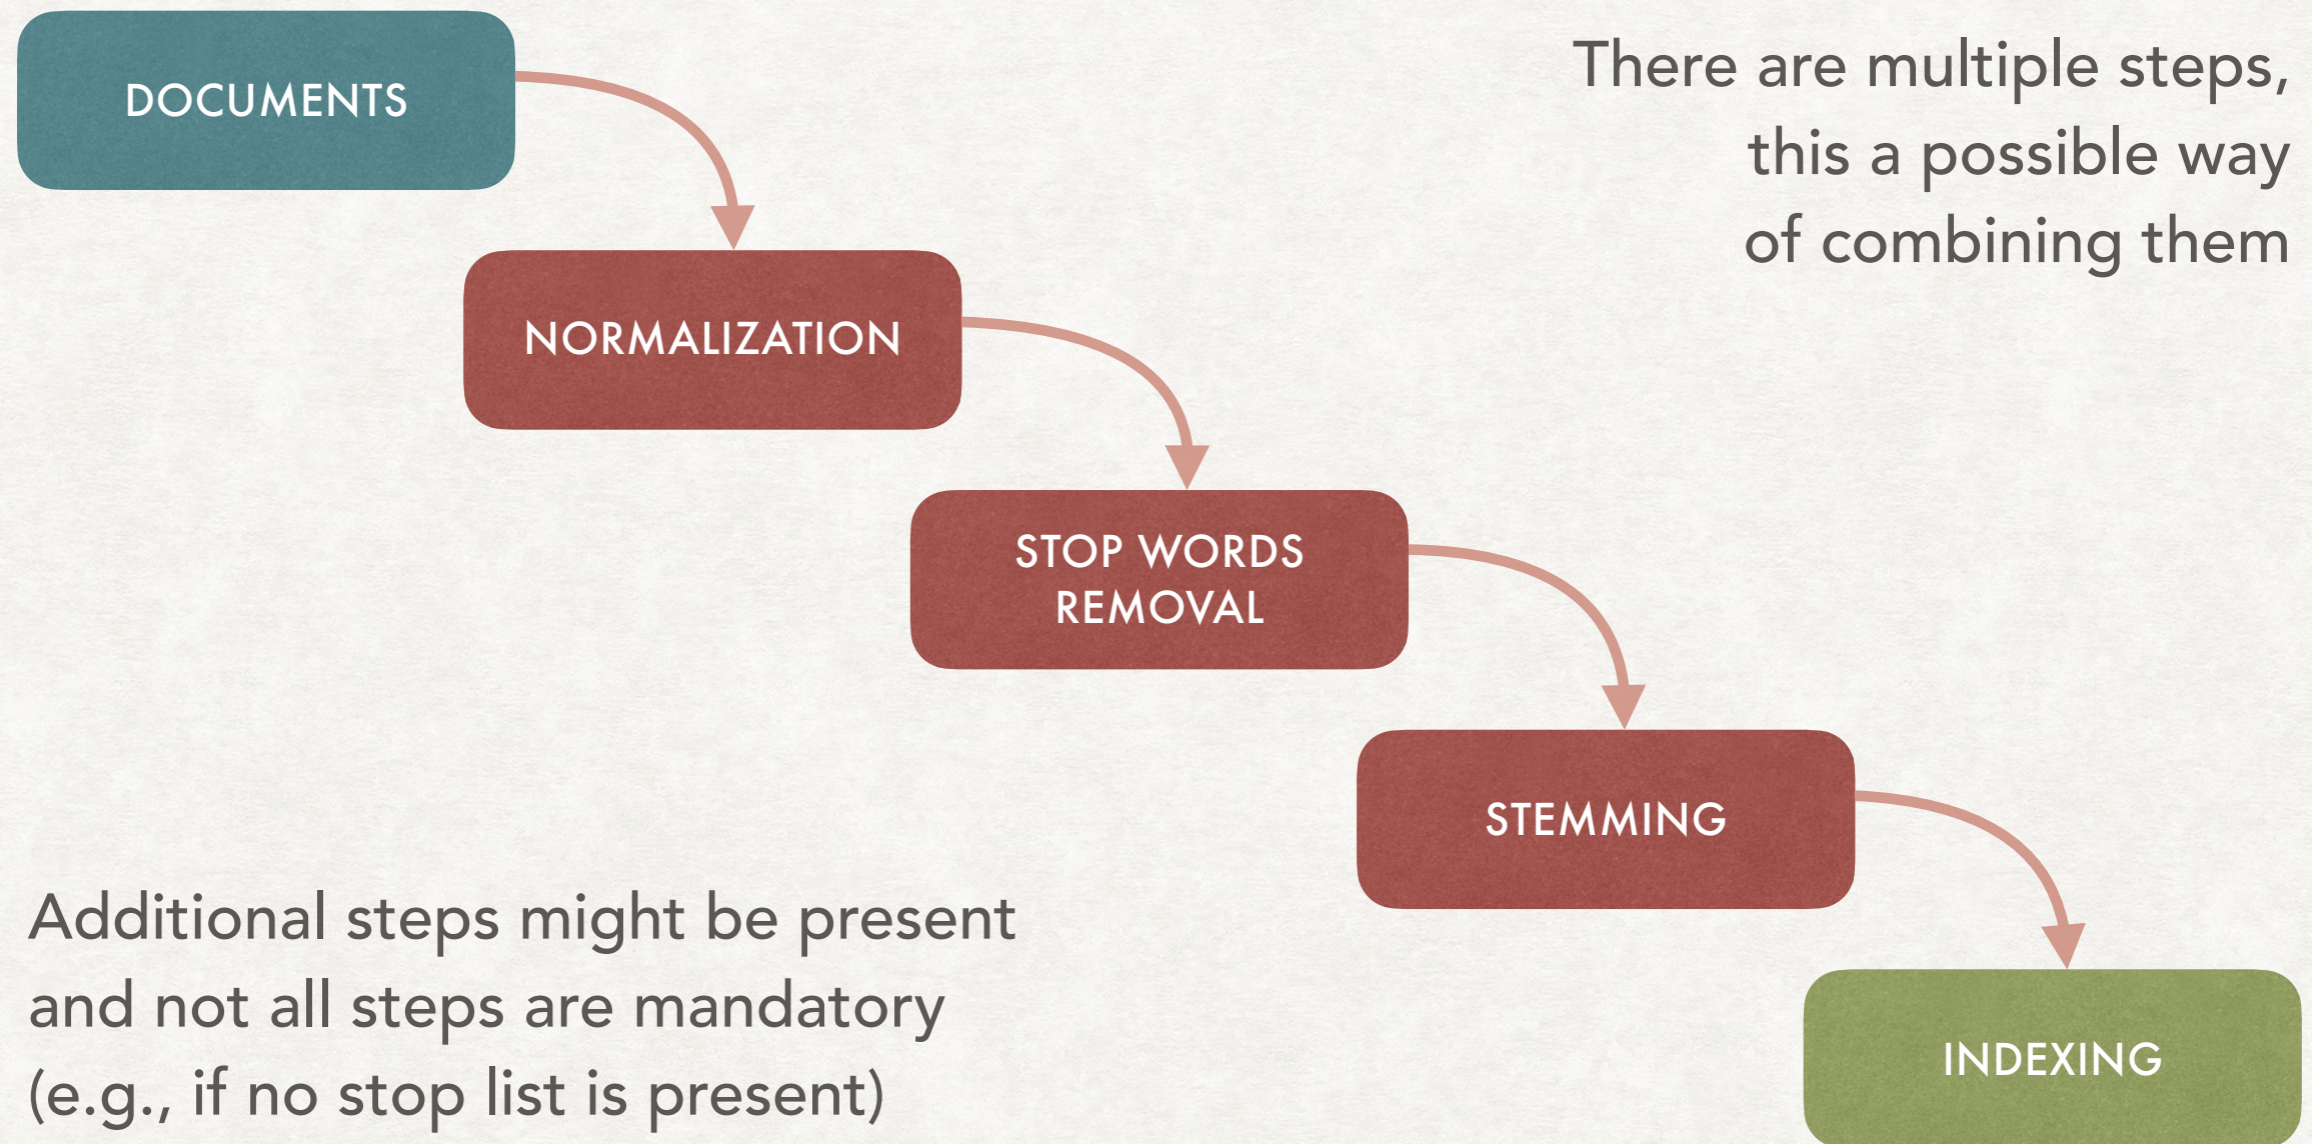 DOCUMENTS
There are multiple steps,
this a possible way
of combining them
NORMALIZATION
STOP WORDS
REMOVAL
STEMMING
Additional steps might be present
and not all steps are mandatory
(e.g., if no stop list is present)
INDEXING